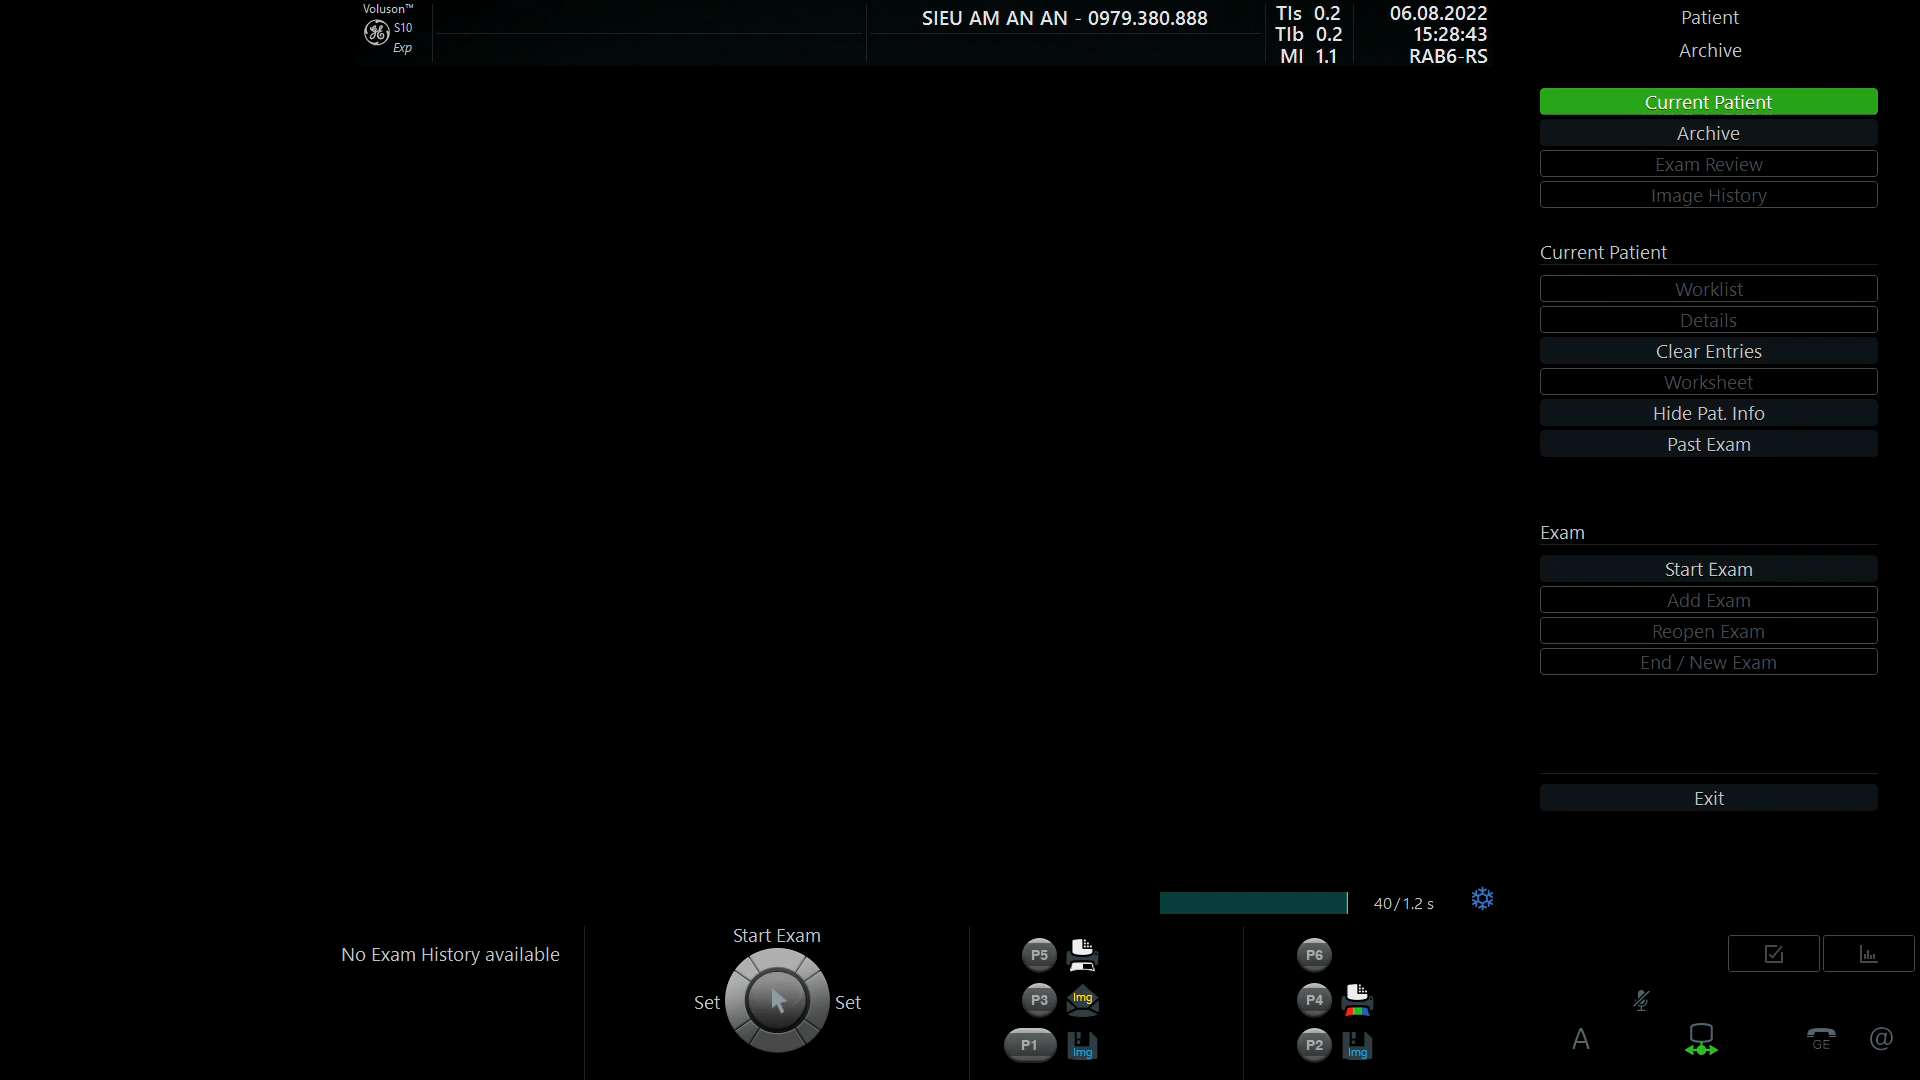 Voluson™
S10
Exp
SIEU AM AN AN - 0979.380.888
TIs 0.2
TIb 0.2
MI 1.1
06.08.2022
15:28:43
RAB6-RS
Patient
Archive
Current Patient
Archive
Exam Review
Image History
Current Patient
Worklist
Details
Clear Entries
Worksheet
Hide Pat. Info
Past Exam
Exam
Start Exam
Add Exam
Reopen Exam
End / New Exam
Exit
40/1.2 s
No Exam History available
Start Exam
Set
Set
P5
P3
Img
P1
Img
P6
P4
P2
Img
A
GE
@